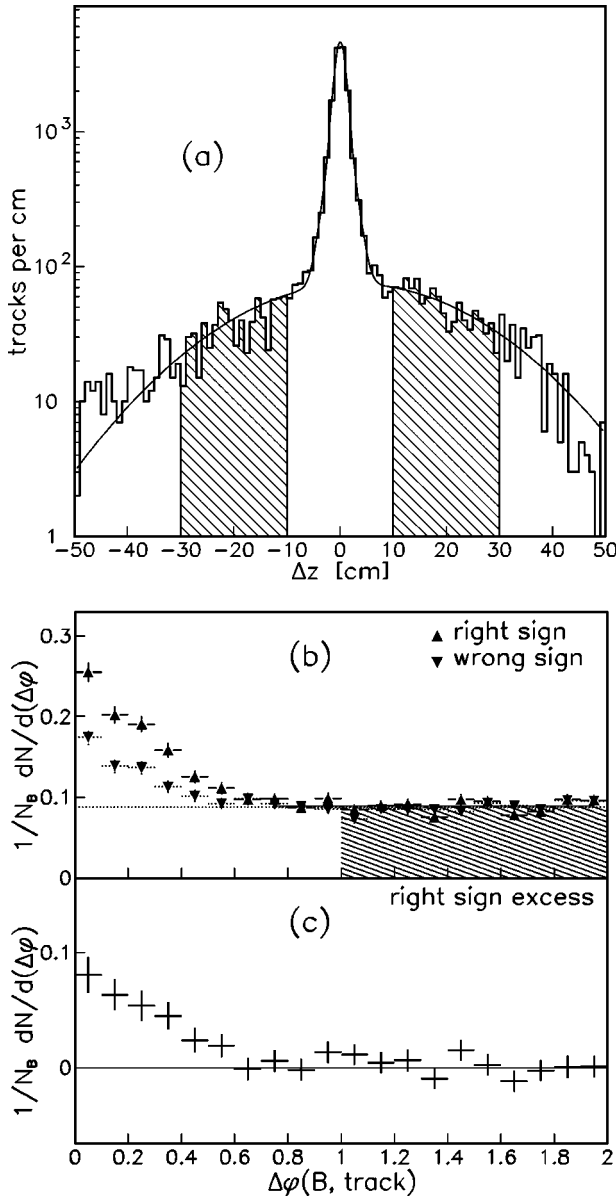 10³
(a)
tracks per cm
10²
10
1
−50 −40 −30 −20 −10 0 10 20 30 40 50
Δz [cm]
0.3
right sign
wrong sign
(b)
1/N_B dN/d(Δφ)
0.2
0.1
0
right sign excess
(c)
1/N_B dN/d(Δφ)
0.1
0
0 0.2 0.4 0.6 0.8 1 1.2 1.4 1.6 1.8 2
Δφ(B, track)